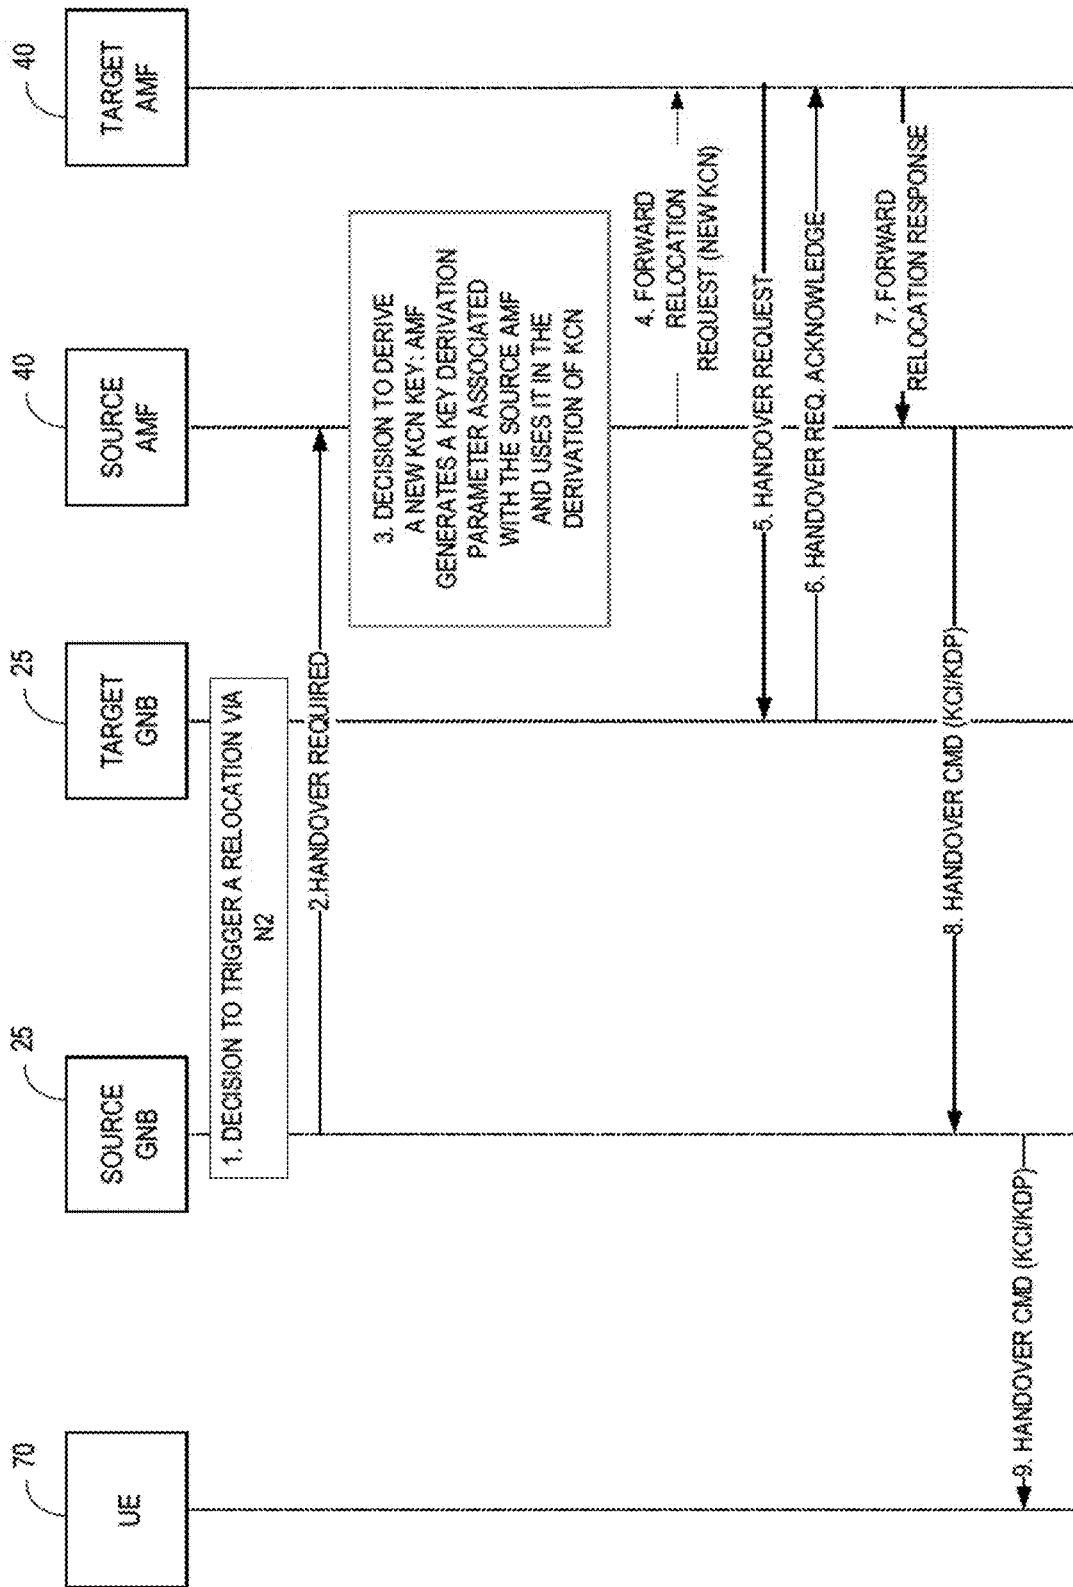 70
25
25
40
40
UE
SOURCE
GNB
TARGET
GNB
SOURCE
AMF
TARGET
AMF
1. DECISION TO TRIGGER A RELOCATION VIA
N2
2.HANDOVER REQUIRED
3. DECISION TO DERIVE
A NEW KCN KEY: AMF
GENERATES A KEY DERIVATION
PARAMETER ASSOCIATED
WITH THE SOURCE AMF
AND USES IT IN THE
DERIVATION OF KCN
4. FORWARD
RELOCATION
REQUEST (NEW KCN)
5. HANDOVER REQUEST
6. HANDOVER REQ. ACKNOWLEDGE
7. FORWARD
RELOCATION RESPONSE
8. HANDOVER CMD (KCI/KDP)
9. HANDOVER CMD (KCI/KDP)